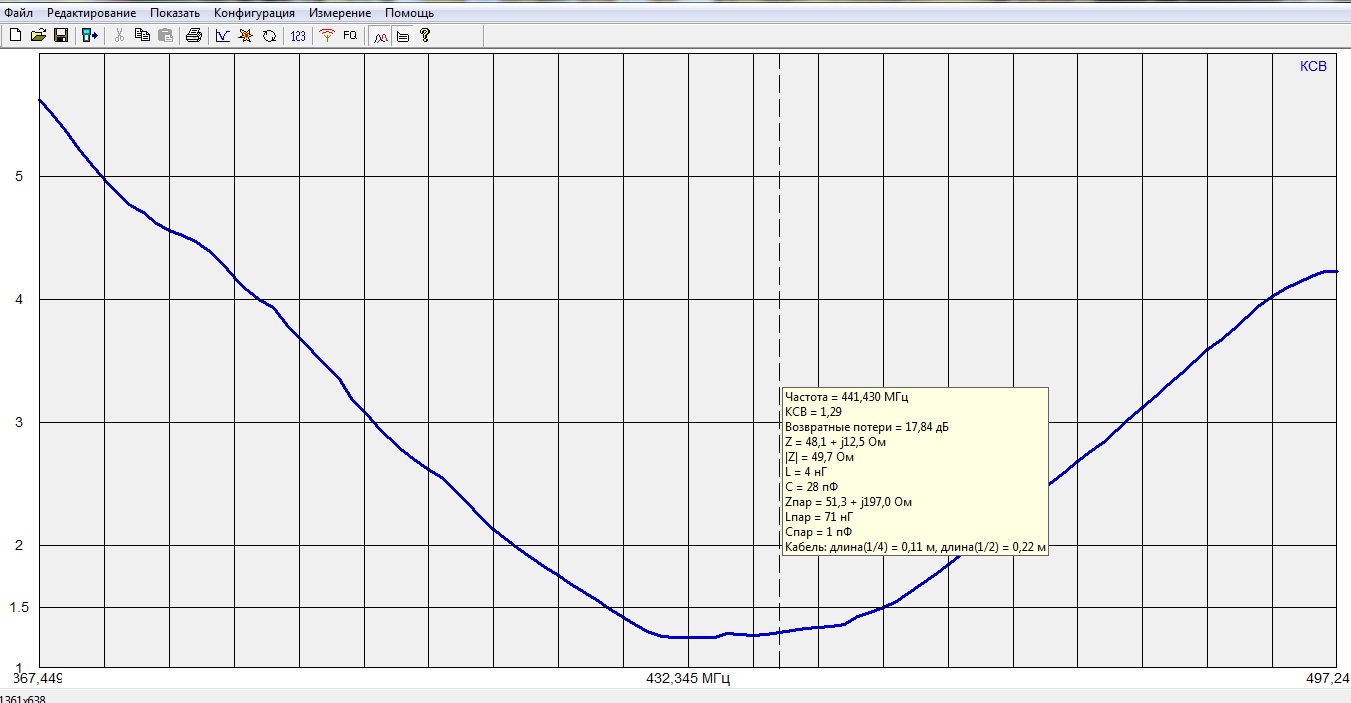 Файл Редактирование Показать Конфигурация Измерение Помощь
123 FQ
КСВ
5
4
3
2
1.5
1
Частота = 441,430 МГц
КСВ = 1,29
Возвратные потери = 17,84 дБ
Z = 48,1 + j12,5 Ом
|Z| = 49,7 Ом
L = 4 нГ
C = 28 пФ
Zпар = 51,3 + j197,0 Ом
Lпар = 71 нГ
Cпар = 1 пФ
Кабель: длина(1/4) = 0,11 м, длина(1/2) = 0,22 м
367,449 432,345 МГц 497,24
1361x638